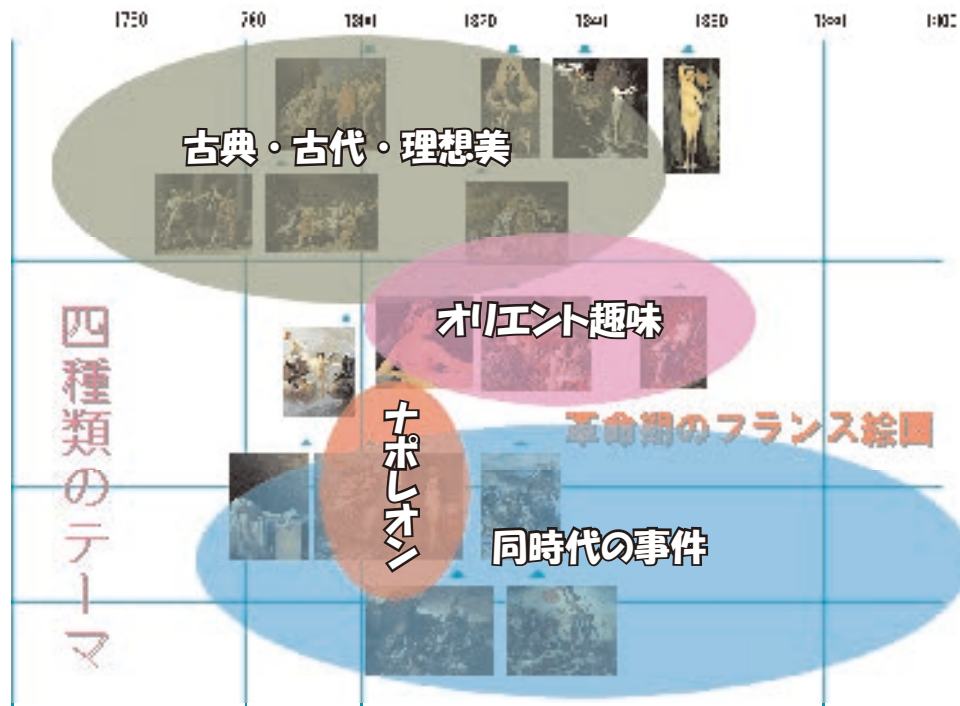 古典・古代・理想美
オリエント趣味
四種類のテーマ
ナポレオン
革命期のフランス絵画
同時代の事件